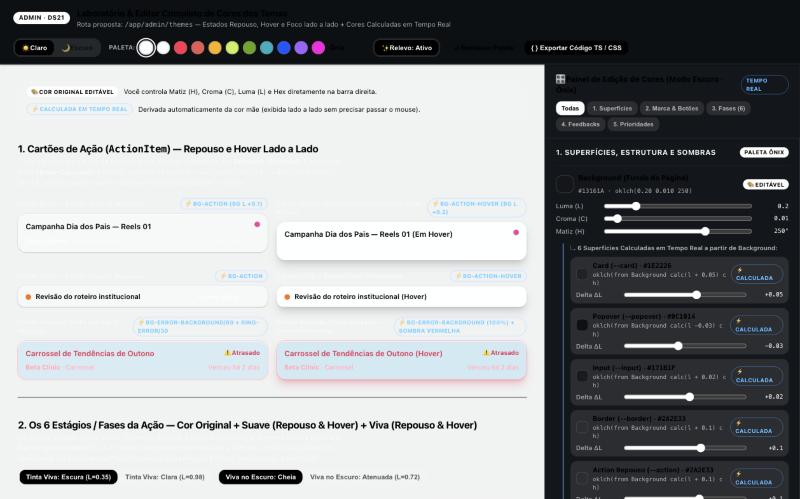 ADMIN · DS21
Laboratório & Editor Completo de Cores dos Temas
Rota proposta: /app/admin/themes — Estados Repouso, Hover e Foco lado a lado + Cores Calculadas em Tempo Real
Claro
Escuro
PALETA:
Ônix
Relevo: Ativo
{ } Exportar Código TS / CSS
COR ORIGINAL EDITÁVEL
Você controla Matiz (H), Croma (C), Luma (L) e Hex diretamente na barra direita.
CALCULADA EM TEMPO REAL
Derivada automaticamente da cor mãe (exibida lado a lado sem precisar passar o mouse).
1. Cartões de Ação (ActionItem) — Repouso e Hover Lado a Lado
BG-ACTION (BG L +0.1)
BG-ACTION-HOVER (BG L +0.2)
Campanha Dia dos Pais — Reels 01
Campanha Dia dos Pais — Reels 01 (Em Hover)
BG-ACTION
BG-ACTION-HOVER
Revisão do roteiro institucional
Revisão do roteiro institucional (Hover)
BG-ERROR-BACKGROUND/80 + RING-ERROR/30
BG-ERROR-BACKGROUND (100%) + SOMBRA VERMELHA
Carrossel de Tendências de Outono
Atrasado
Beta Clinic · Carrossel
Venceu há 2 dias
Carrossel de Tendências de Outono (Hover)
Atrasado
Beta Clinic · Carrossel
Venceu há 2 dias
2. Os 6 Estágios / Fases da Ação — Cor Original + Suave (Repouso & Hover) + Viva (Repouso & Hover)
Tinta Viva: Escura (L=0.35)
Tinta Viva: Clara (L=0.98)
Viva no Escuro: Cheia
Viva no Escuro: Atenuada (L=0.72)
Painel de Edição de Cores (Modo Escuro · Ônix)
TEMPO REAL
Todas
1. Superfícies
2. Marca & Botões
3. Fases (6)
4. Feedbacks
5. Prioridades
1. SUPERFÍCIES, ESTRUTURA E SOMBRAS
PALETA ÔNIX
Background (Fundo da Página)
#13161A · oklch(0.20 0.010 250)
EDITÁVEL
Luma (L)
0.2
Croma (C)
0.01
Matiz (H)
250°
6 Superfícies Calculadas em Tempo Real a partir de Background:
Card (--card) · #1E2226
oklch(from Background calc(l + 0.05) c h)
CALCULADA
Delta ΔL
+0.05
Popover (--popover) · #0C1014
oklch(from Background calc(l −0.03) c h)
CALCULADA
Delta ΔL
−0.03
Input (--input) · #171B1F
oklch(from Background calc(l + 0.02) c h)
CALCULADA
Delta ΔL
+0.02
Border (--border) · #2A2E33
oklch(from Background calc(l + 0.1) c h)
CALCULADA
Delta ΔL
+0.1
Action Repouso (--action) · #2A2E33
oklch(from Background calc(l + 0.1) c h)
CALCULADA